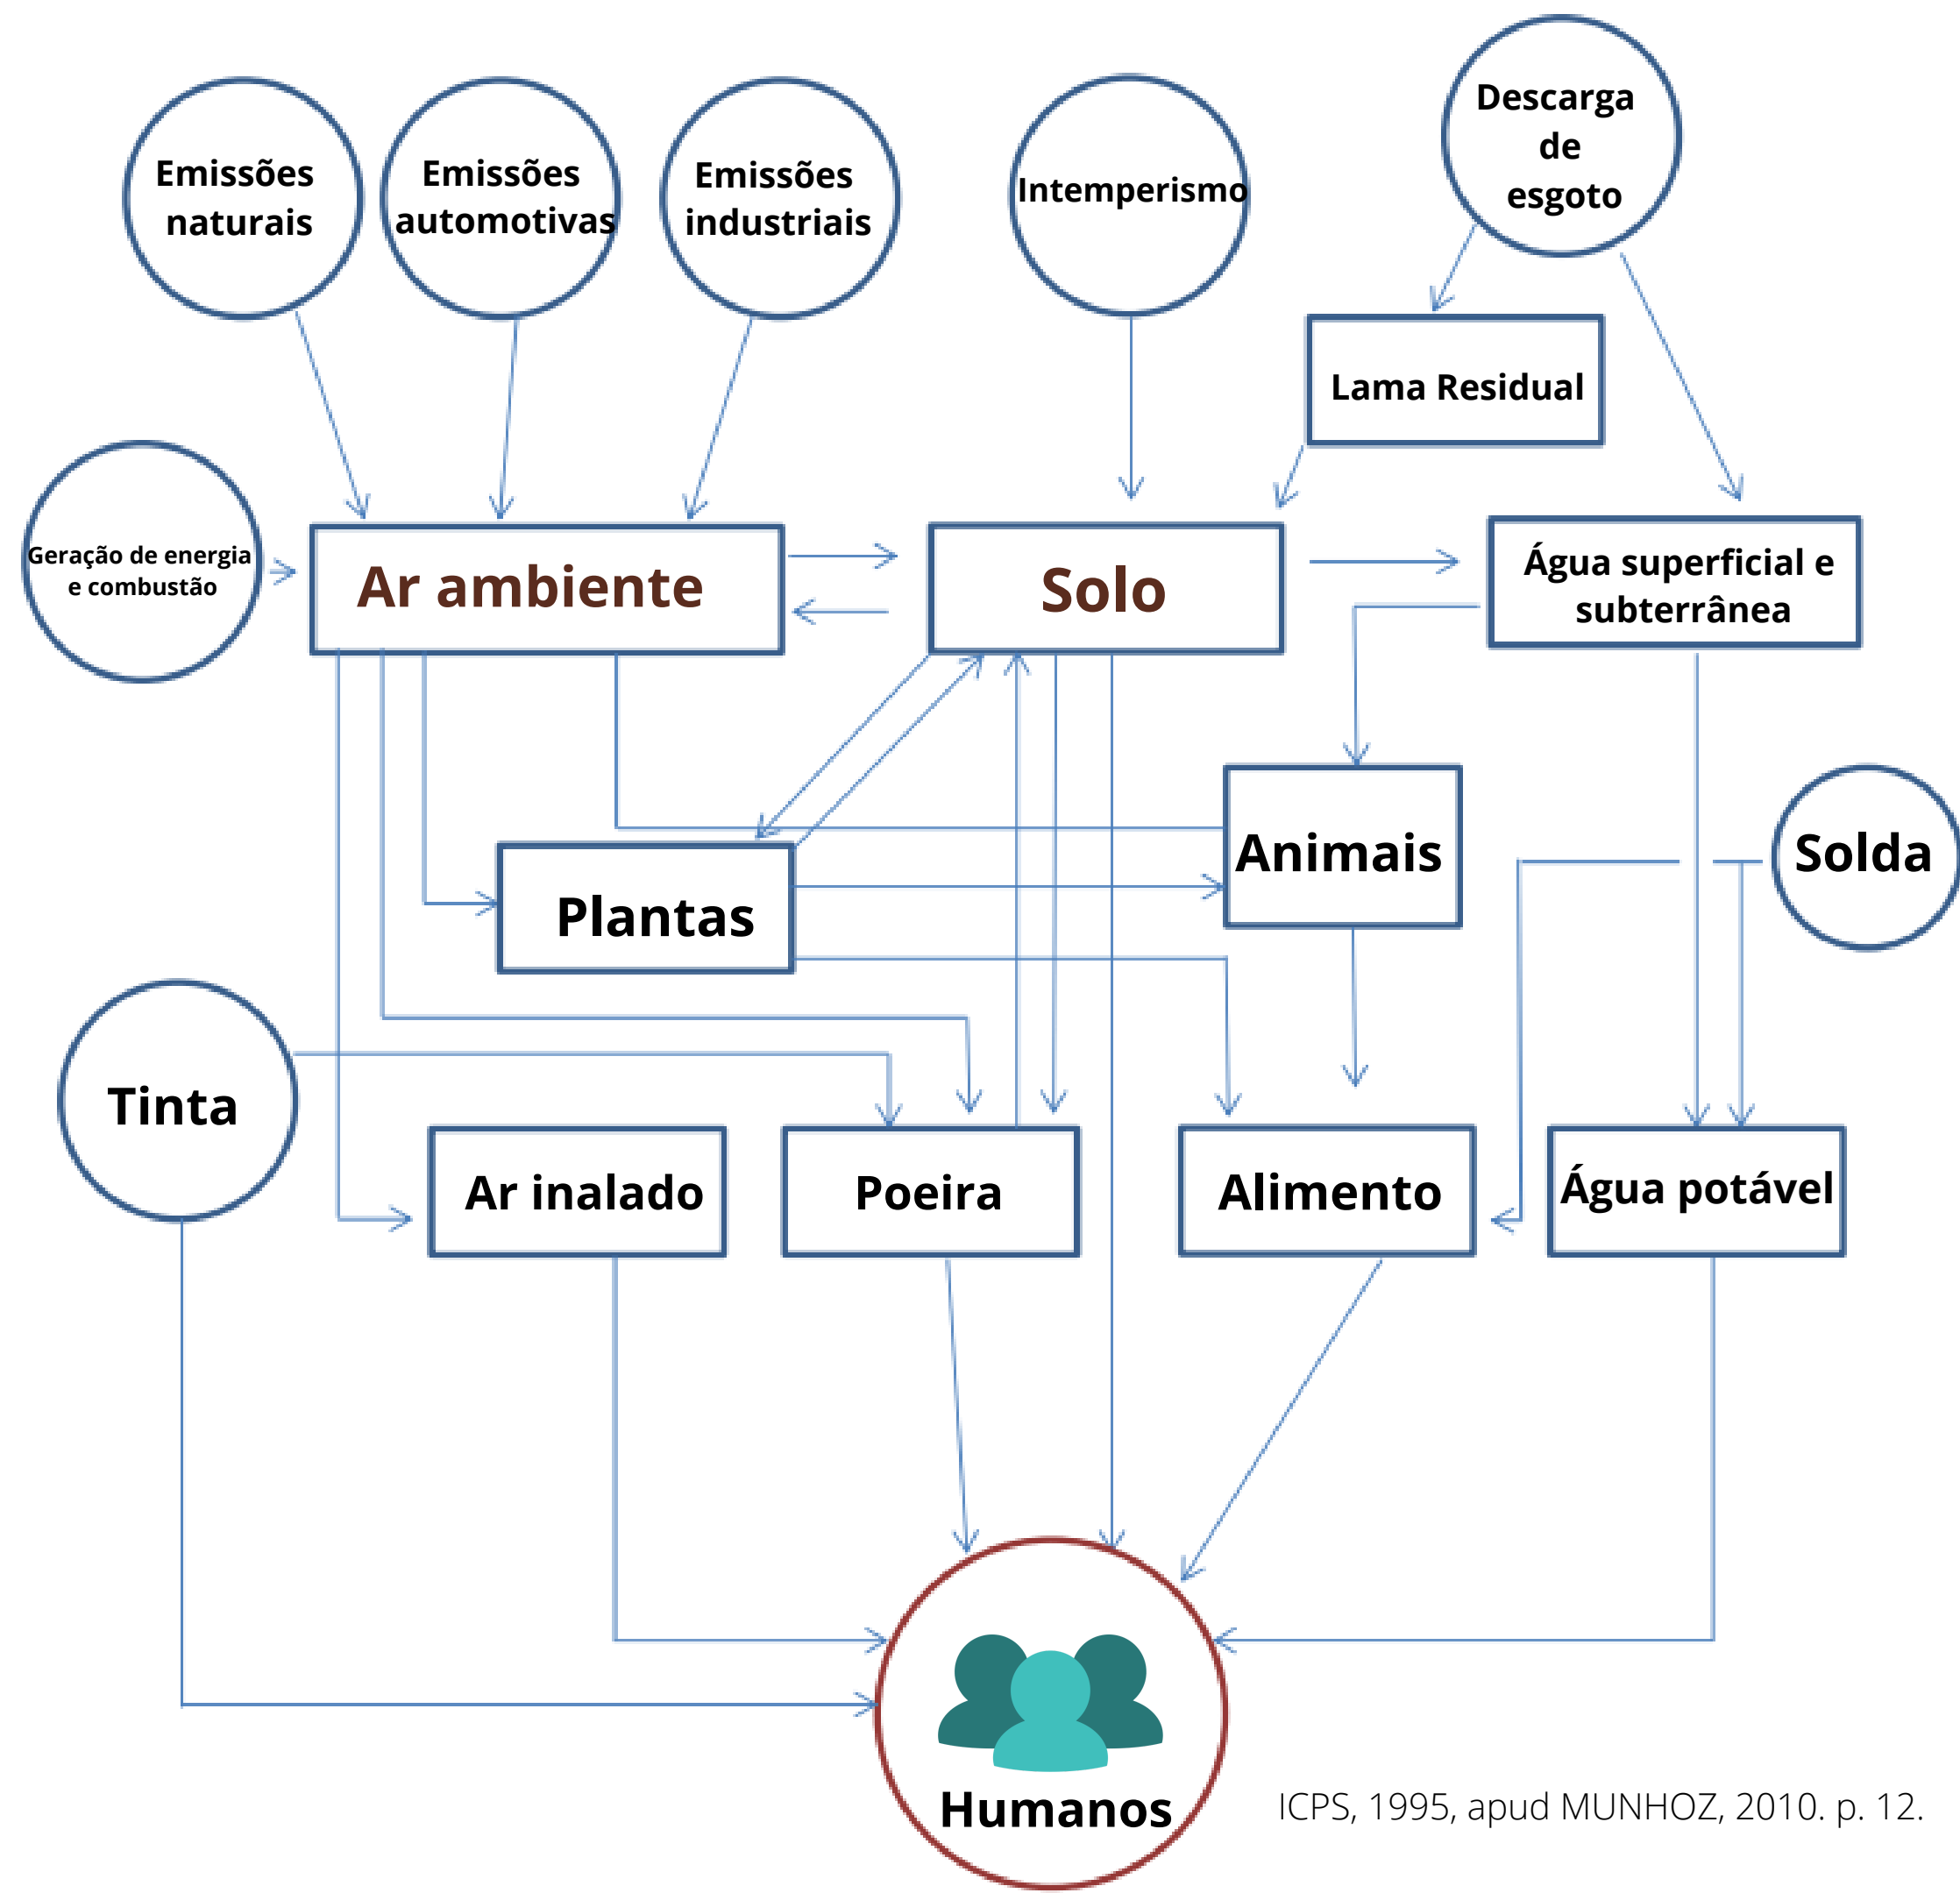 Descarga
de
esgoto
Emissões
naturais
Emissões
automotivas
Emissões
industriais
Intemperismo
Lama Residual
Geração de energia
e combustão
Ar ambiente
Solo
Água superficial e
subterrânea
Animais
Solda
Plantas
Tinta
Ar inalado
Poeira
Alimento
Água potável
Humanos
ICPS, 1995, apud MUNHOZ, 2010. p. 12.